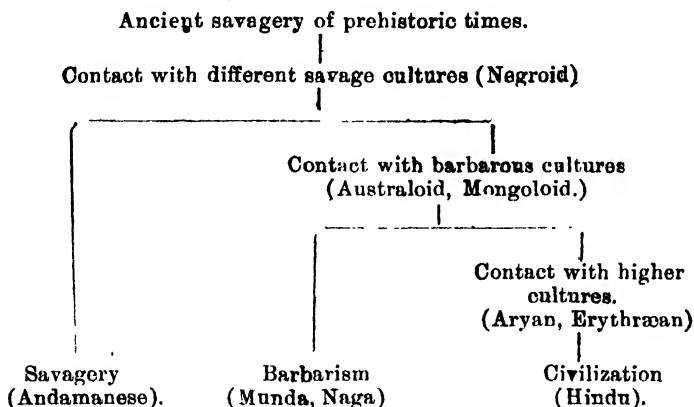 Ancient savagery of prehistoric times.
Contact with different savage cultures (Negroid)
Contact with barbarous cultures
(Australoid, Mongoloid.)
Contact with higher
cultures.
(Aryan, Erythræan)
Savagery
(Andamanese).
Barbarism
(Munda, Naga)
Civilization
(Hindu).